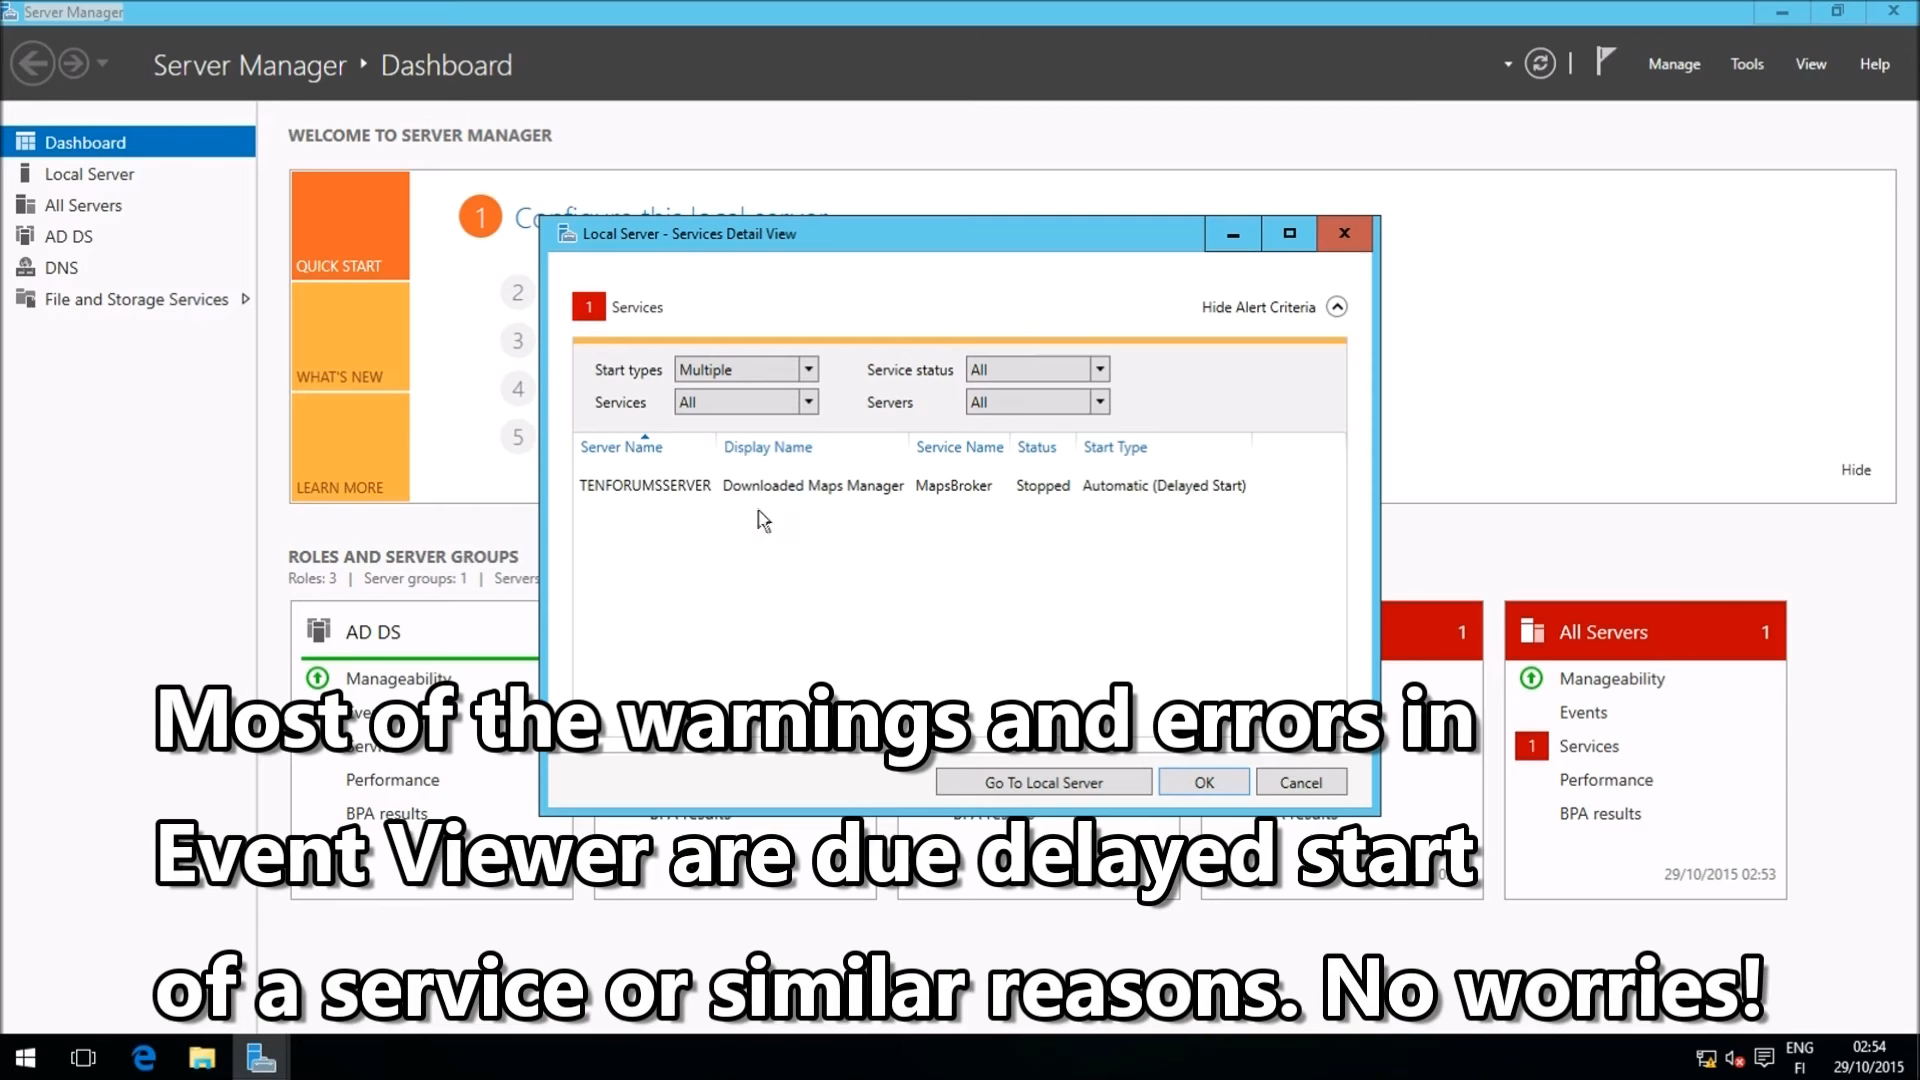 Server Manager
Server Manager ‣ Dashboard
Manage Tools View Help
Dashboard
Local Server
All Servers
AD DS
DNS
File and Storage Services
WELCOME TO SERVER MANAGER
QUICK START
WHAT'S NEW
LEARN MORE
1 Configure this local server
2
3
4
5
Hide
Local Server - Services Detail View
1 Services
Hide Alert Criteria
Start types Multiple Service status All
Services All Servers All
Server Name Display Name Service Name Status Start Type
TENFORUMSSERVER Downloaded Maps Manager MapsBroker Stopped Automatic (Delayed Start)
Go To Local Server OK Cancel
ROLES AND SERVER GROUPS
Roles: 3 | Server groups: 1 | Servers
AD DS
Manageability
Performance
BPA results
1
All Servers 1
Manageability
Events
1 Services
Performance
BPA results
29/10/2015 02:53
Most of the warnings and errors in
Event Viewer are due delayed start
of a service or similar reasons. No worries!
ENG
FI
02:54
29/10/2015